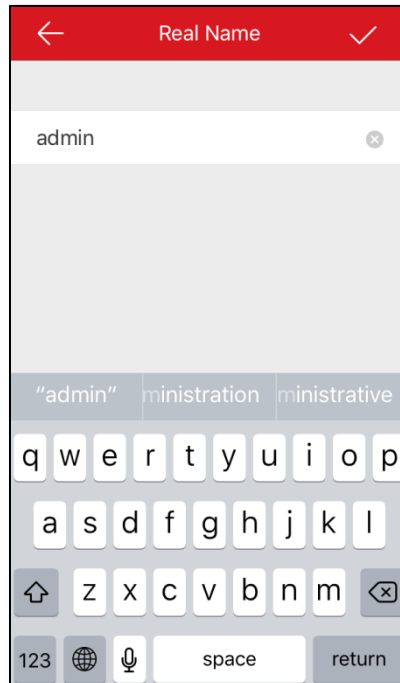 Real Name
admin
"admin" ministration ministrative
q w e r t y u i o p
a s d f g h j k l
z x c v b n m
123 space return